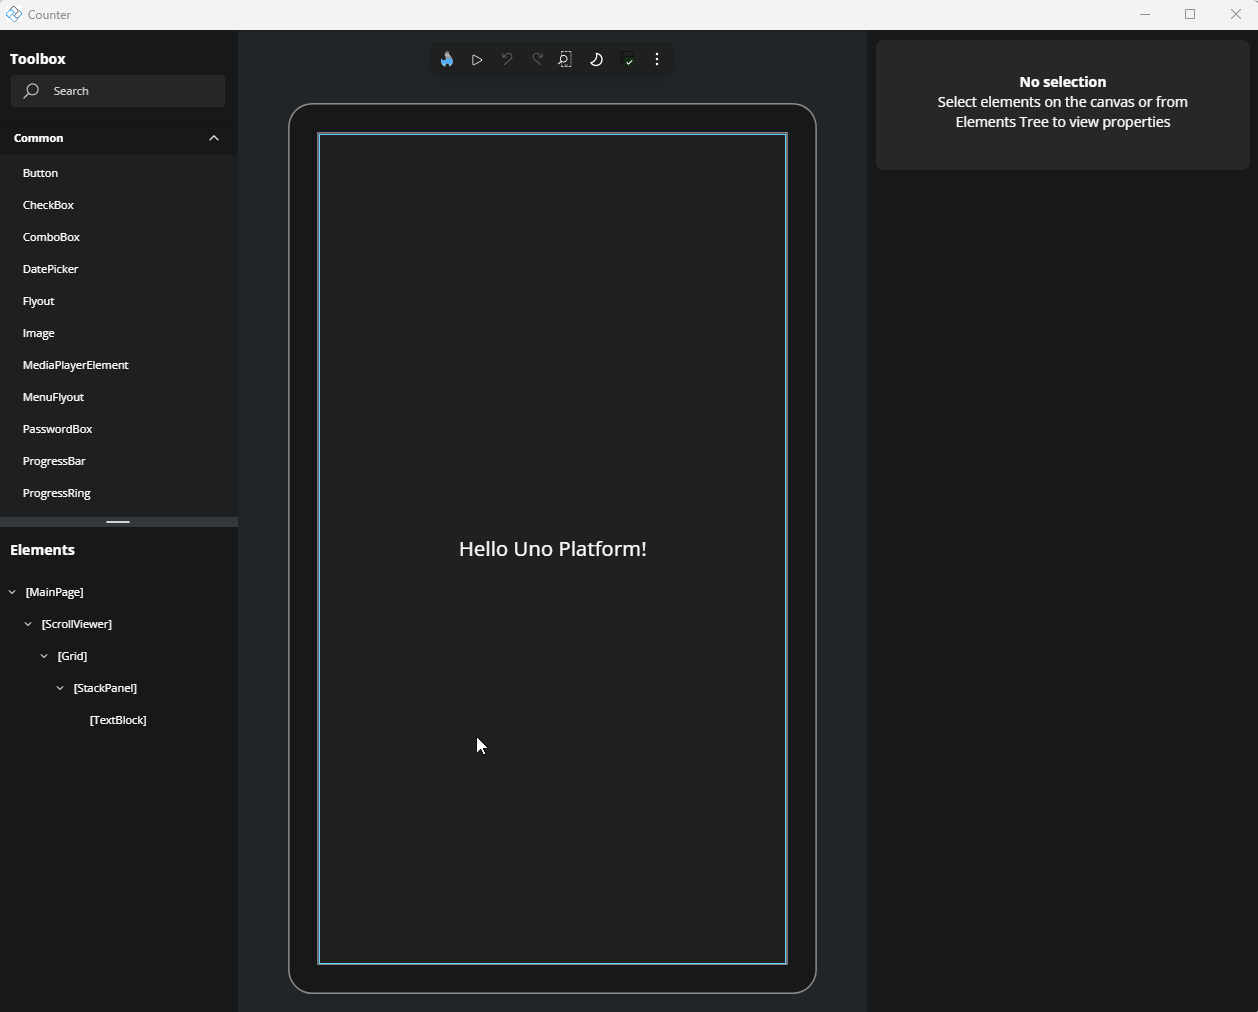 Counter
Toolbox
Search
Common
Button
CheckBox
ComboBox
DatePicker
Flyout
Image
MediaPlayerElement
MenuFlyout
PasswordBox
ProgressBar
ProgressRing
Elements
[MainPage]
[ScrollViewer]
[Grid]
[StackPanel]
[TextBlock]
Hello Uno Platform!
No selection
Select elements on the canvas or from
Elements Tree to view properties